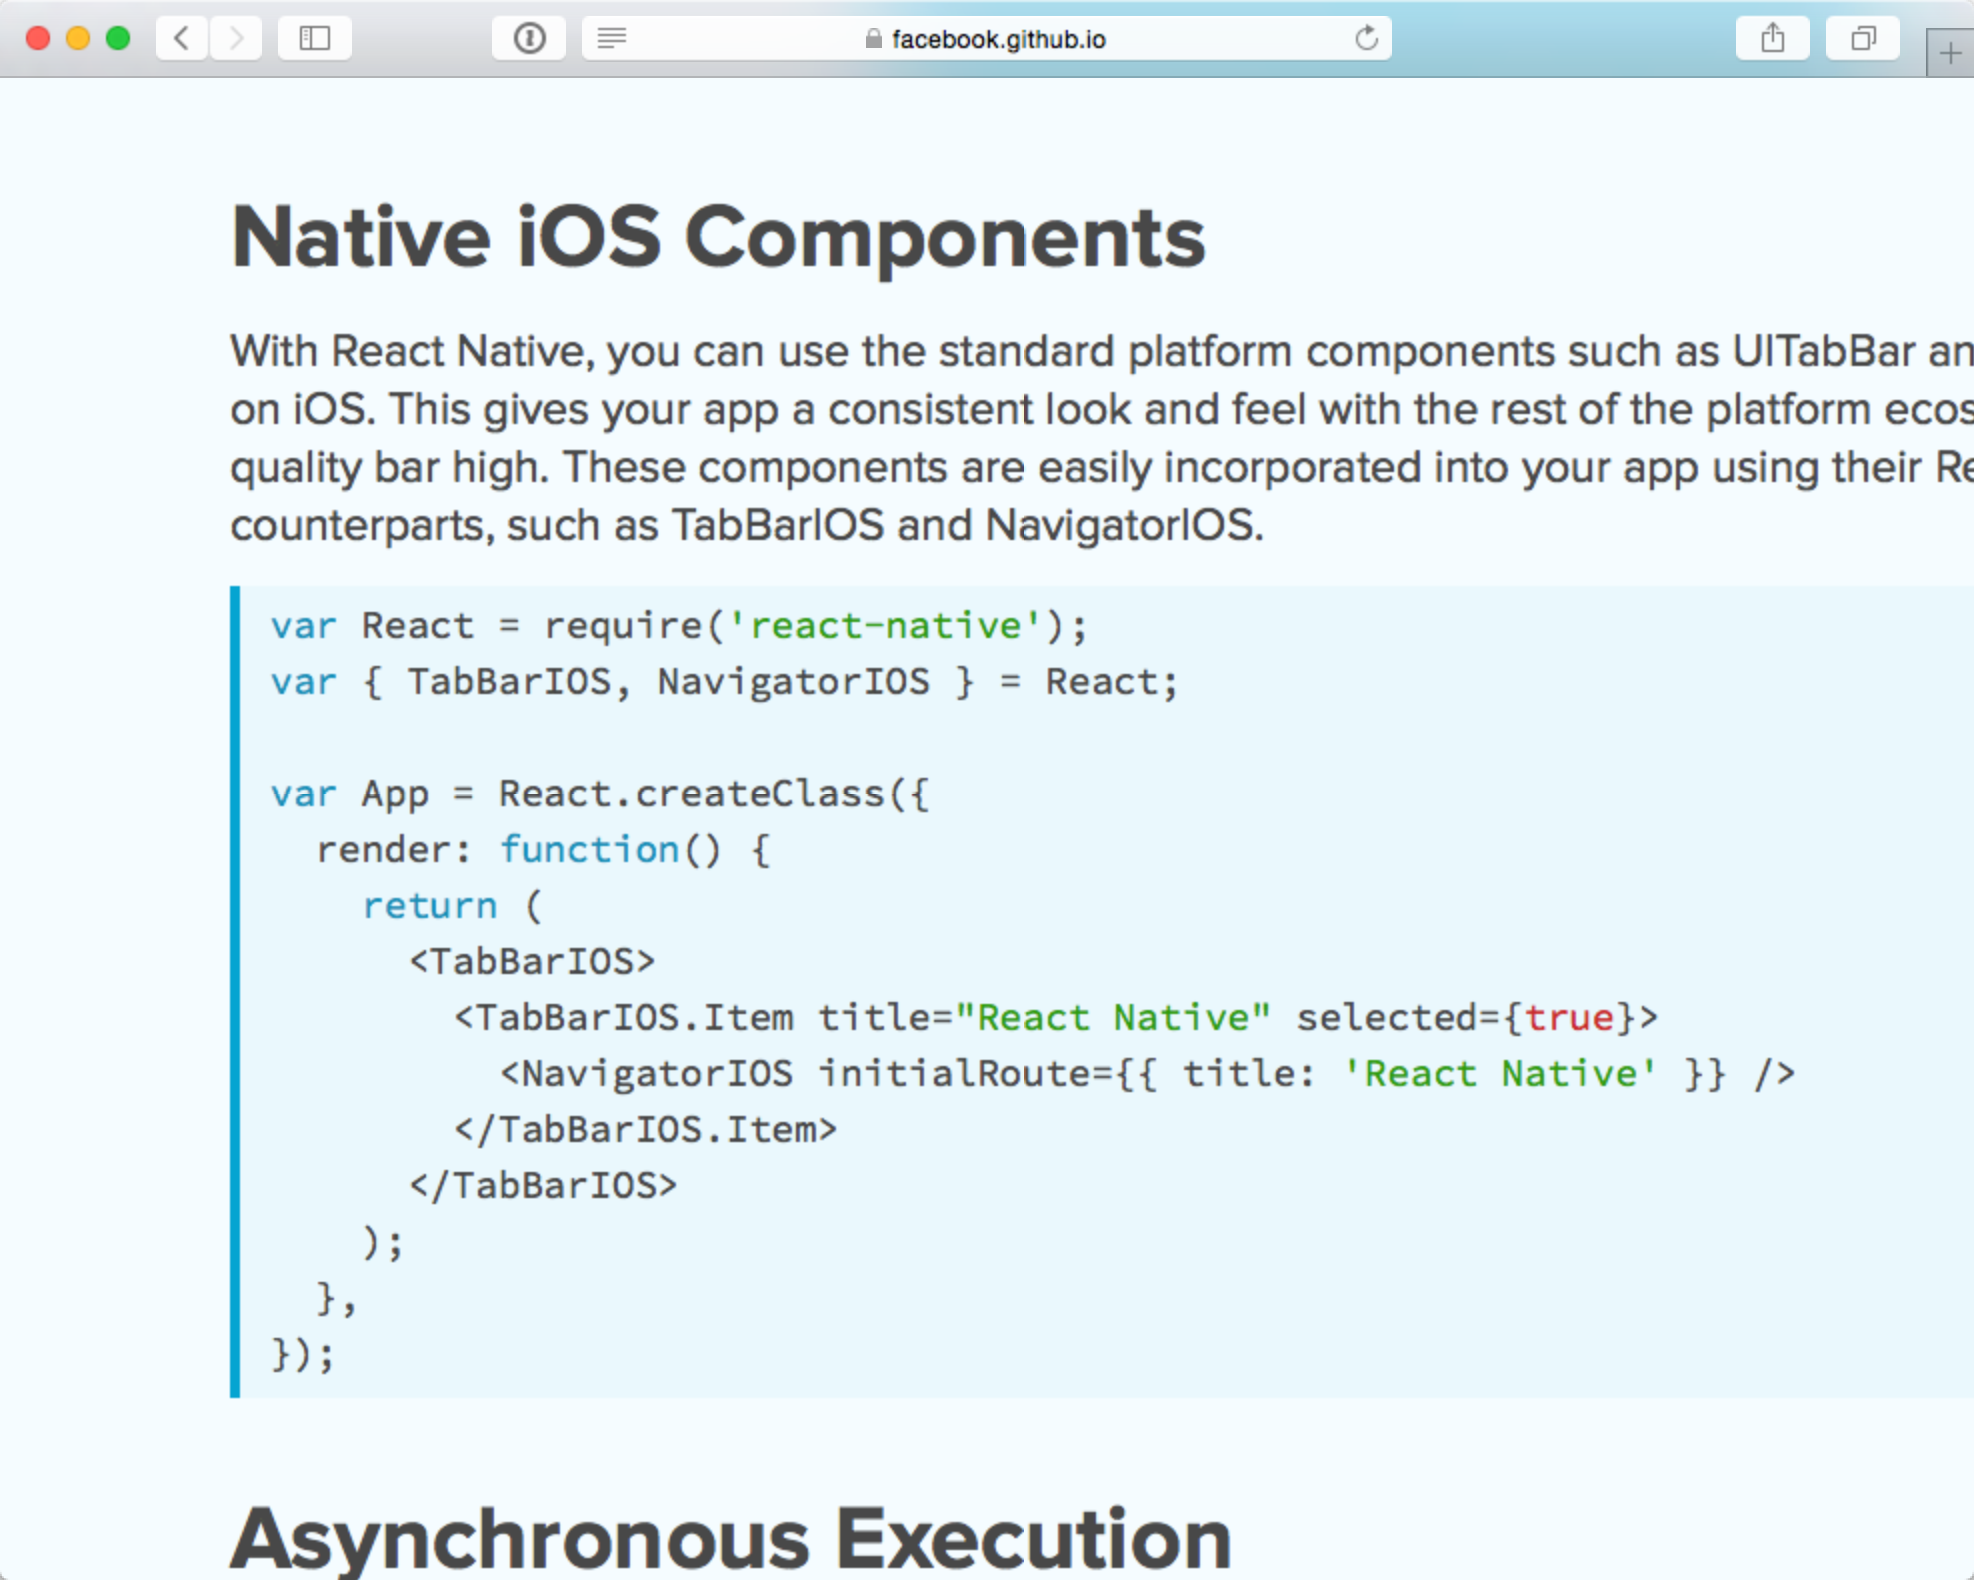 facebook.github.io
Native iOS Components
With React Native, you can use the standard platform components such as UITabBar
on iOS. This gives your app a consistent look and feel with the rest of the platform
quality bar high. These components are easily incorporated into your app using their
counterparts, such as TabBarIOS and NavigatorIOS.
var React = require('react-native');
var { TabBarIOS, NavigatorIOS } = React;
var App = React.createClass({
  render: function() {
    return (
      <TabBarIOS>
        <TabBarIOS.Item title="React Native" selected={true}>
          <NavigatorIOS initialRoute={{ title: 'React Native' }} />
        </TabBarIOS.Item>
      </TabBarIOS>
    );
  },
});
Asynchronous Execution